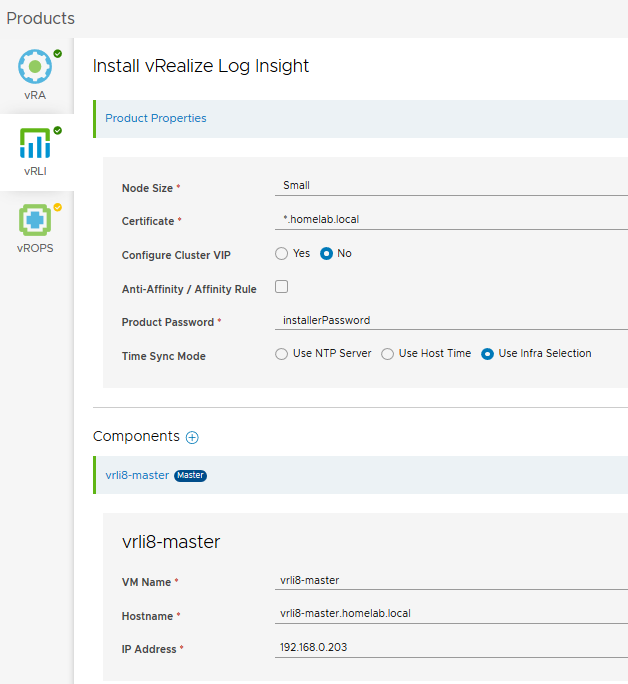 Products
vRA
vRLI
vROPS
Install vRealize Log Insight
Product Properties
Node Size * Small
Certificate * *.homelab.local
Configure Cluster VIP Yes No
Anti-Affinity / Affinity Rule
Product Password * installerPassword
Time Sync Mode Use NTP Server Use Host Time Use Infra Selection
Components
vrli8-master Master
vrli8-master
VM Name * vrli8-master
Hostname * vrli8-master.homelab.local
IP Address * 192.168.0.203